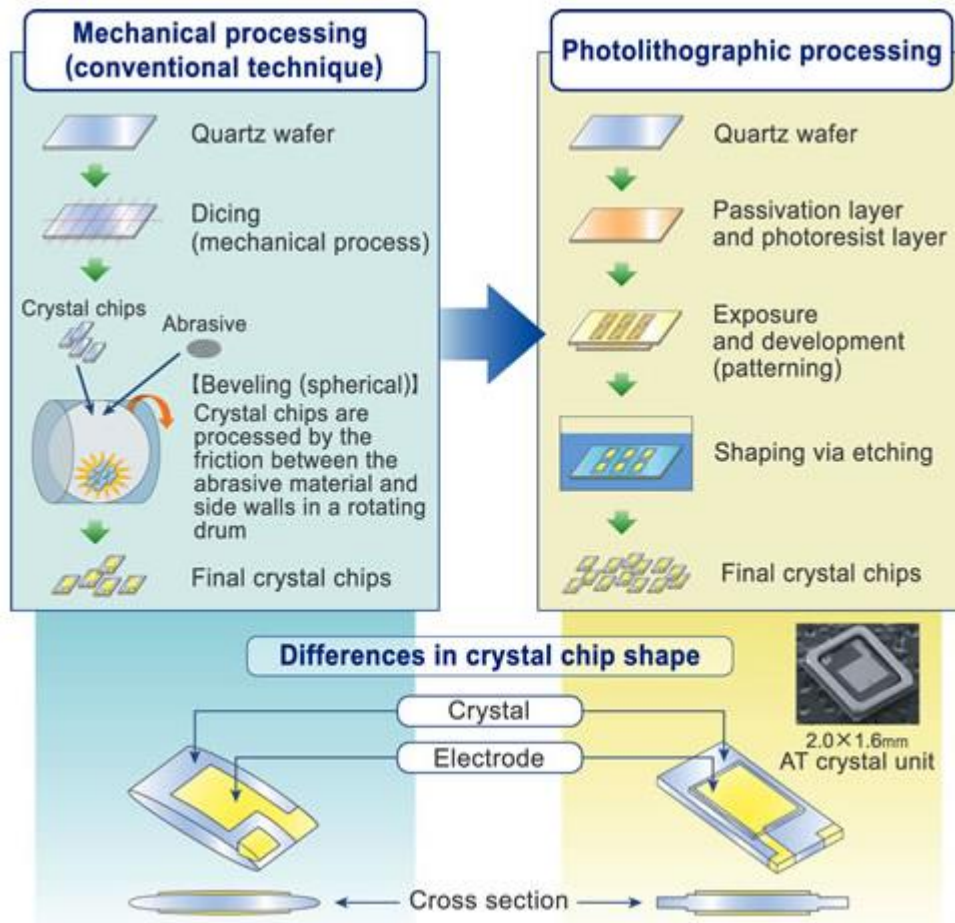 Mechanical processing
(conventional technique)
Quartz wafer
Dicing
(mechanical process)
Crystal chips
Abrasive
【Beveling (spherical)】
Crystal chips are
processed by the
friction between the
abrasive material and
side walls in a rotating
drum
Final crystal chips
Photolithographic processing
Quartz wafer
Passivation layer
and photoresist layer
Exposure
and development
(patterning)
Shaping via etching
Final crystal chips
Differences in crystal chip shape
Crystal
Electrode
2.0×1.6mm
AT crystal unit
Cross section